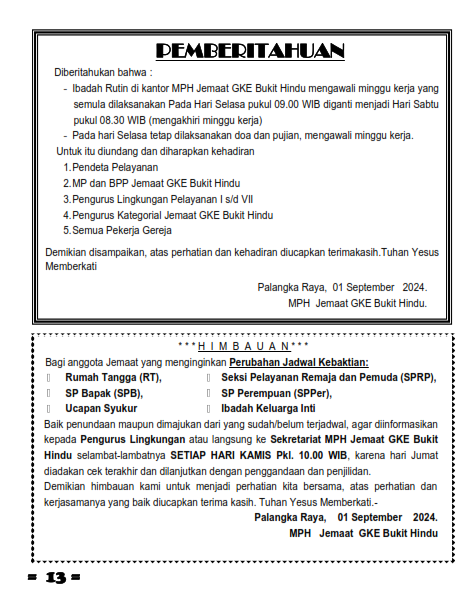 PEMBERITAHUAN
Diberitahukan bahwa :
- Ibadah Rutin di kantor MPH Jemaat GKE Bukit Hindu mengawali minggu kerja yang
semula dilaksanakan Pada Hari Selasa pukul 09.00 WIB diganti menjadi Hari Sabtu
pukul 08.30 WIB (mengakhiri minggu kerja)
- Pada hari Selasa tetap dilaksanakan doa dan pujian, mengawali minggu kerja.
Untuk itu diundang dan diharapkan kehadiran
1.Pendeta Pelayanan
2.MP dan BPP Jemaat GKE Bukit Hindu
3.Pengurus Lingkungan Pelayanan I s/d VII
4.Pengurus Kategorial Jemaat GKE Bukit Hindu
5.Semua Pekerja Gereja
Demikian disampaikan, atas perhatian dan kehadiran diucapkan terimakasih.Tuhan Yesus
Memberkati
Palangka Raya, 01 September 2024.
MPH Jemaat GKE Bukit Hindu.
***H I M B A U A N***
Bagi anggota Jemaat yang menginginkan Perubahan Jadwal Kebaktian:
Rumah Tangga (RT), Seksi Pelayanan Remaja dan Pemuda (SPRP),
SP Bapak (SPB), SP Perempuan (SPPer),
Ucapan Syukur Ibadah Keluarga Inti
Baik penundaan maupun dimajukan dari yang sudah/belum terjadwal, agar diinformasikan
kepada Pengurus Lingkungan atau langsung ke Sekretariat MPH Jemaat GKE Bukit
Hindu selambat-lambatnya SETIAP HARI KAMIS Pkl. 10.00 WIB, karena hari Jumat
diadakan cek terakhir dan dilanjutkan dengan penggandaan dan penjilidan.
Demikian himbauan kami untuk menjadi perhatian kita bersama, atas perhatian dan
kerjasamanya yang baik diucapkan terima kasih. Tuhan Yesus Memberkati.-
Palangka Raya, 01 September 2024.
MPH Jemaat GKE Bukit Hindu
= 13 =